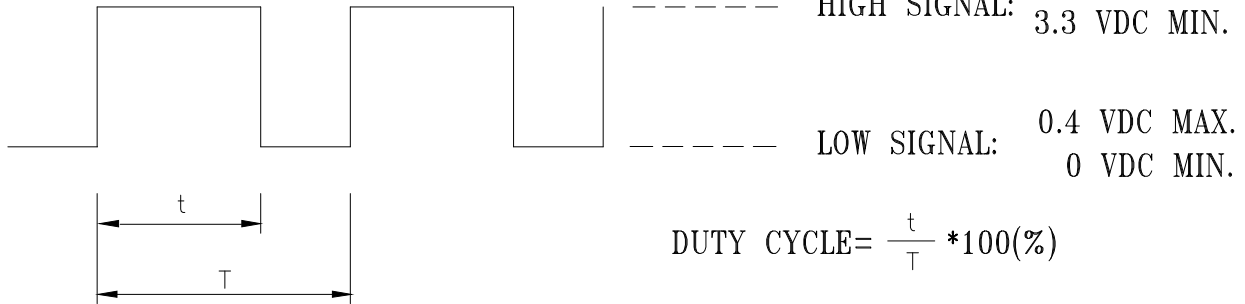 HIGH SIGNAL:
3.3 VDC MIN.
LOW SIGNAL:
0.4 VDC MAX.
0 VDC MIN.
t
T
DUTY CYCLE= t/T *100(%)